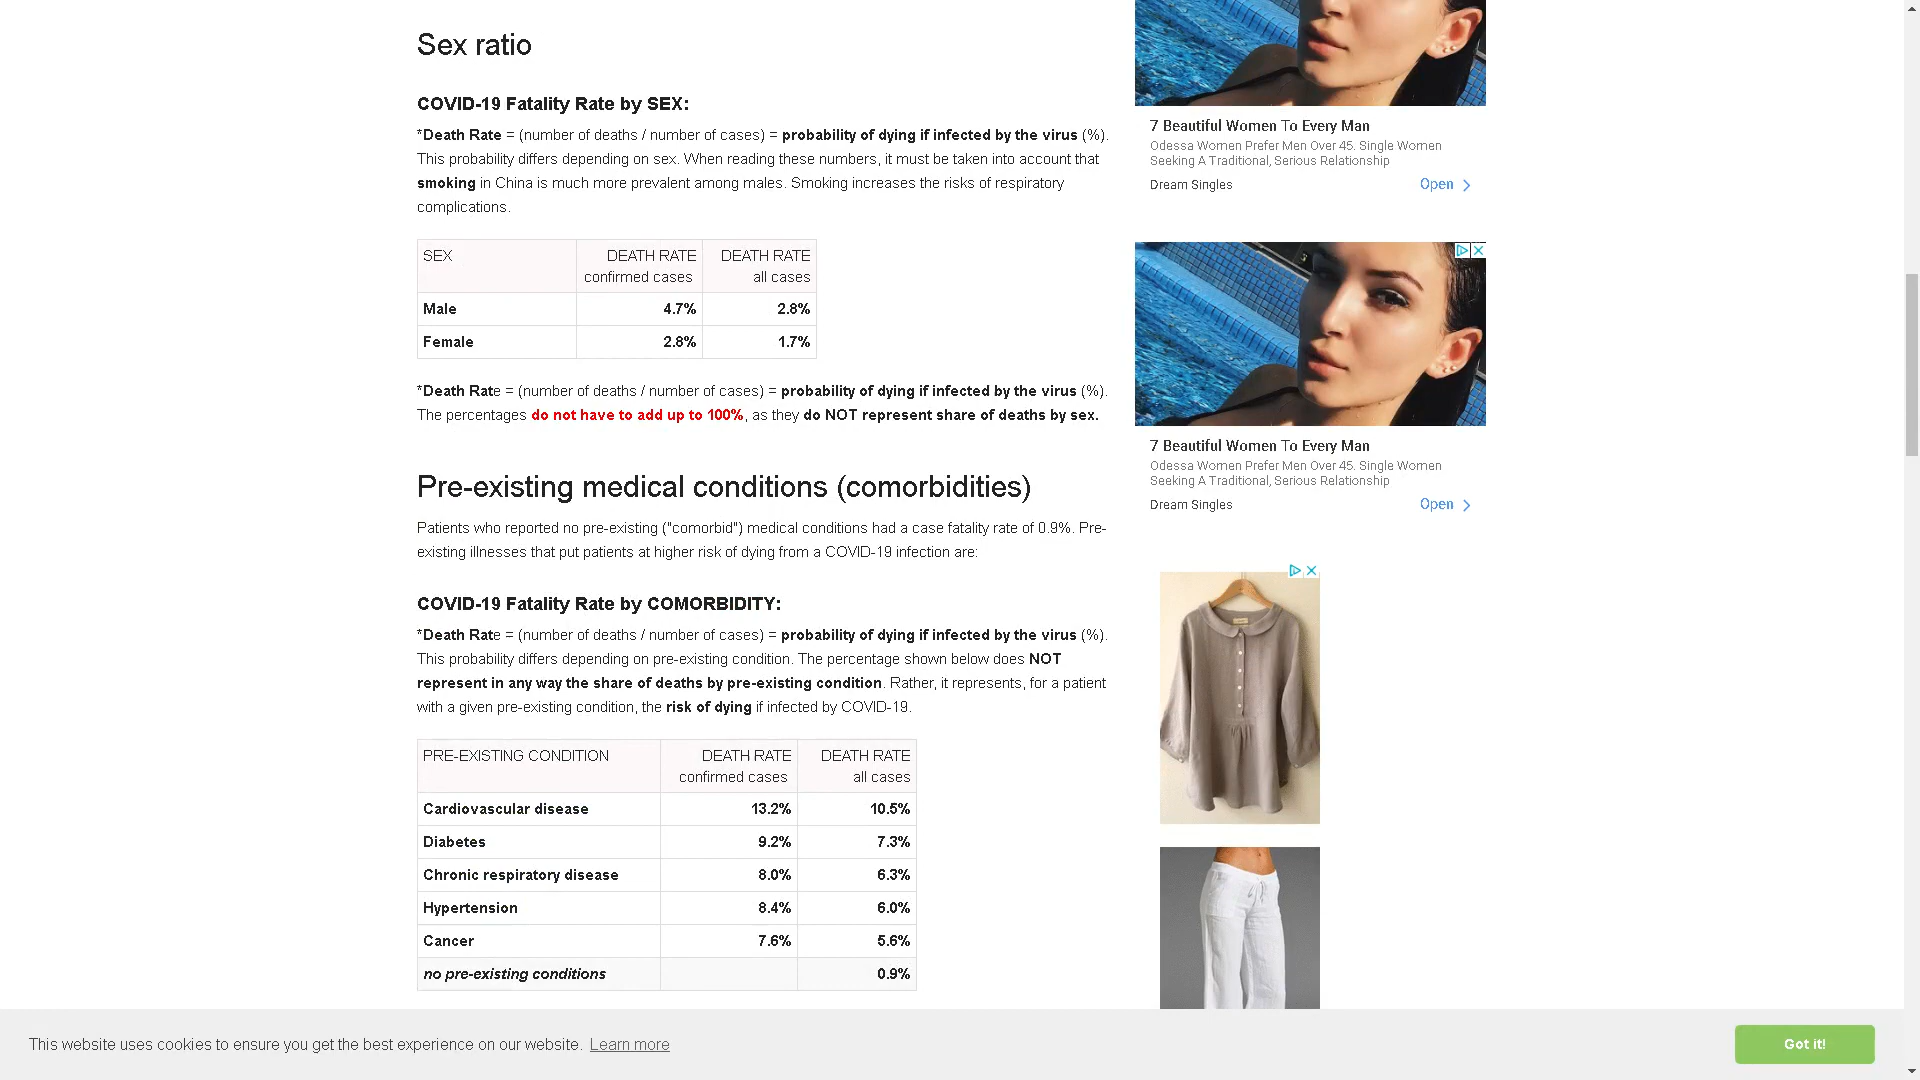 Sex ratio
COVID-19 Fatality Rate by SEX:
*Death Rate = (number of deaths / number of cases) = probability of dying if infected by the virus (%).
This probability differs depending on sex. When reading these numbers, it must be taken into account that
smoking in China is much more prevalent among males. Smoking increases the risks of respiratory
complications.
SEX DEATH RATE confirmed cases DEATH RATE all cases
Male 4.7% 2.8%
Female 2.8% 1.7%
*Death Rate = (number of deaths / number of cases) = probability of dying if infected by the virus (%).
The percentages do not have to add up to 100%, as they do NOT represent share of deaths by sex.
Pre-existing medical conditions (comorbidities)
Patients who reported no pre-existing ("comorbid") medical conditions had a case fatality rate of 0.9%. Pre-
existing illnesses that put patients at higher risk of dying from a COVID-19 infection are:
COVID-19 Fatality Rate by COMORBIDITY:
*Death Rate = (number of deaths / number of cases) = probability of dying if infected by the virus (%).
This probability differs depending on pre-existing condition. The percentage shown below does NOT
represent in any way the share of deaths by pre-existing condition. Rather, it represents, for a patient
with a given pre-existing condition, the risk of dying if infected by COVID-19.
PRE-EXISTING CONDITION DEATH RATE confirmed cases DEATH RATE all cases
Cardiovascular disease 13.2% 10.5%
Diabetes 9.2% 7.3%
Chronic respiratory disease 8.0% 6.3%
Hypertension 8.4% 6.0%
Cancer 7.6% 5.6%
no pre-existing conditions 0.9%
7 Beautiful Women To Every Man
Odessa Women Prefer Men Over 45. Single Women
Seeking A Traditional, Serious Relationship
Dream Singles Open
7 Beautiful Women To Every Man
Odessa Women Prefer Men Over 45. Single Women
Seeking A Traditional, Serious Relationship
Dream Singles Open
This website uses cookies to ensure you get the best experience on our website. Learn more
Got it!